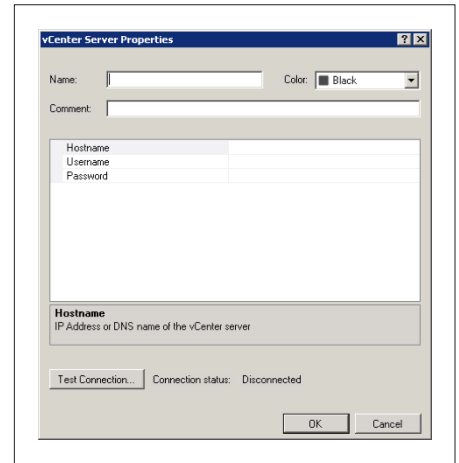 vCenter Server Properties
Name:
Color: Black
Comment:
Hostname
Username
Password
Hostname
IP Address or DNS name of the vCenter server
Test Connection... Connection status: Disconnected
OK Cancel